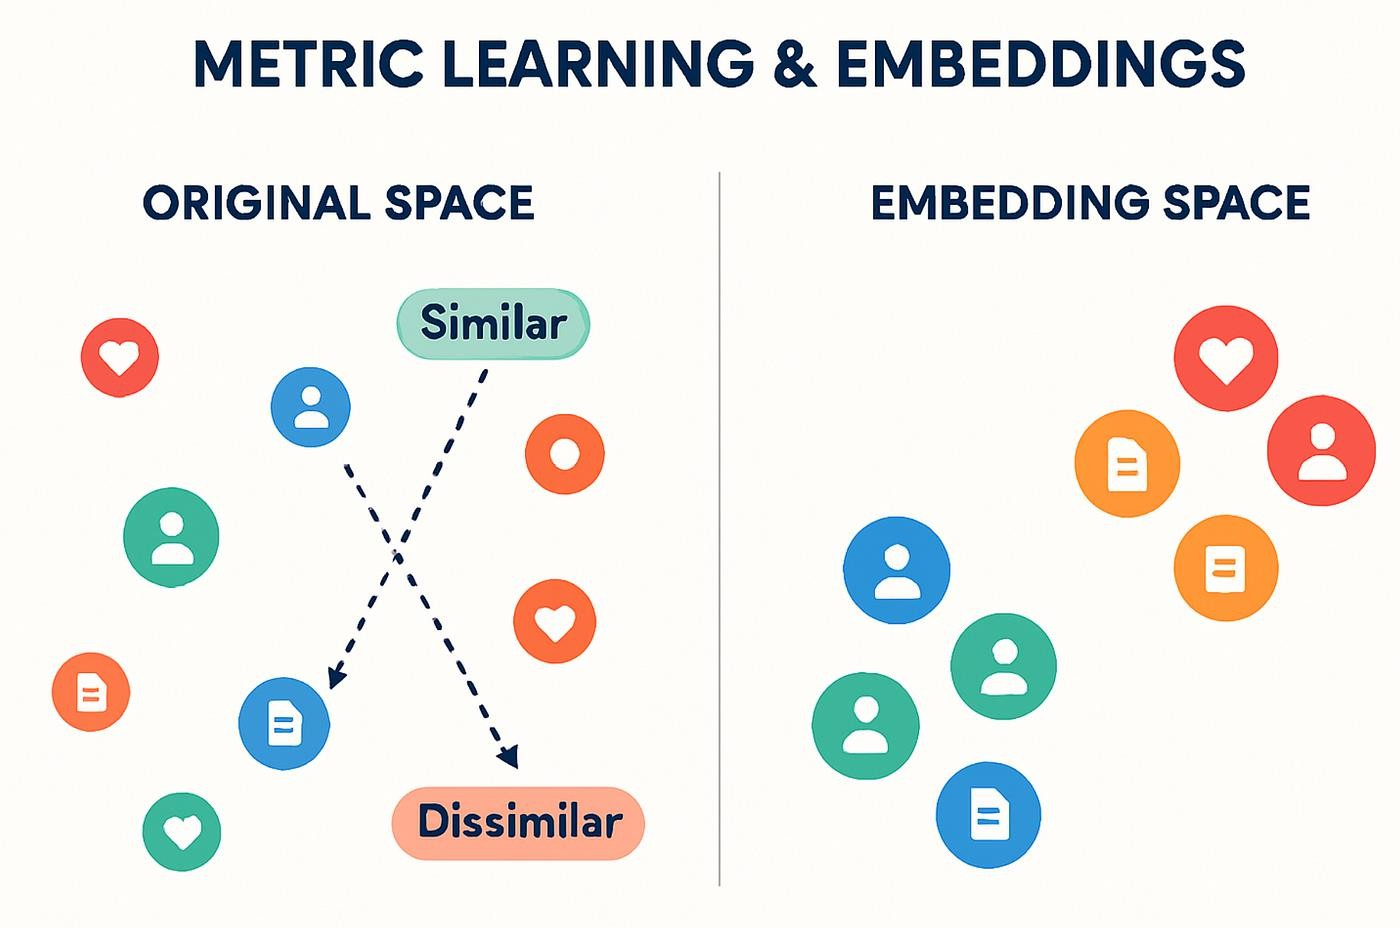 METRIC LEARNING & EMBEDDINGS
ORIGINAL SPACE
Similar
Dissimilar
EMBEDDING SPACE